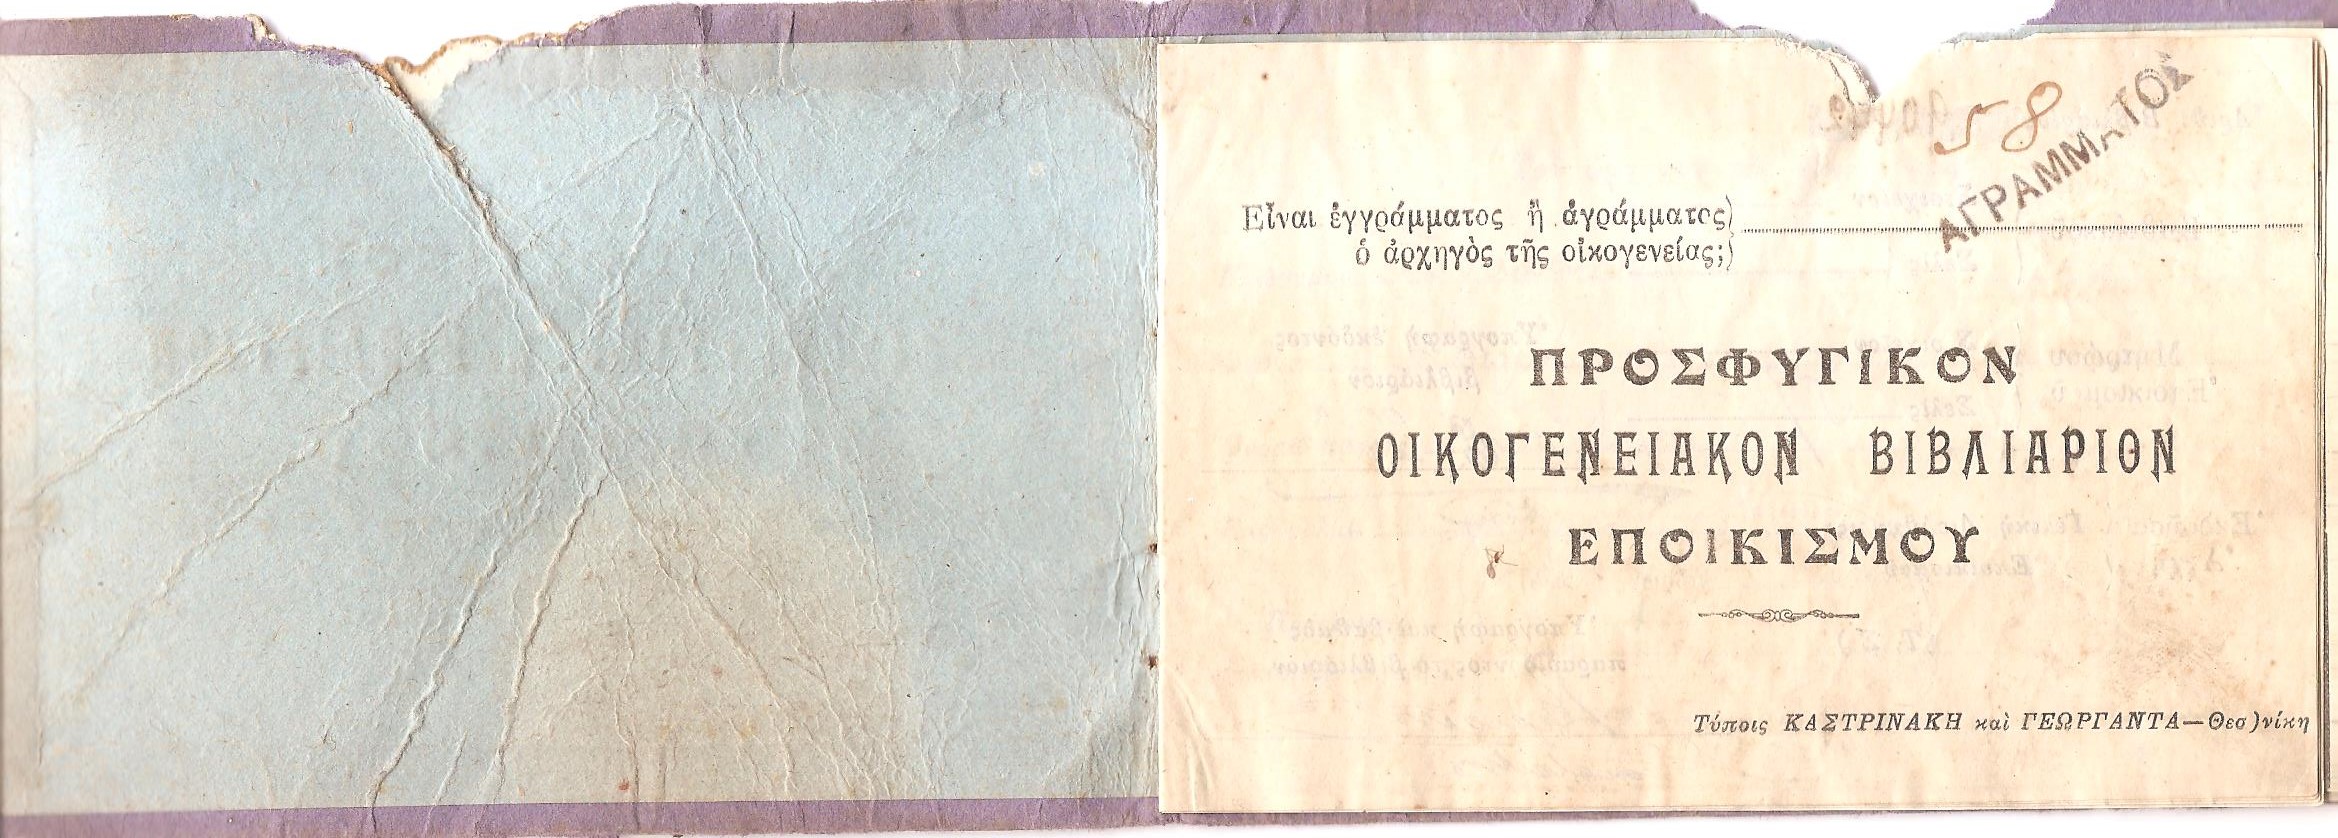 58
ΑΓΡΑΜΜΑΤΟΣ
Εἶναι ἐγγράμματος ἢ ἀγράμματος)
ὁ ἀρχηγὸς τῆς οἰκογενείας;)
ΠΡΟΣΦΥΓΙΚΟΝ
ΟΙΚΟΓΕΝΕΙΑΚΟΝ ΒΙΒΛΙΑΡΙΟΝ
ΕΠΟΙΚΙΣΜΟΥ
Τύποις ΚΑΣΤΡΙΝΑΚΗ καὶ ΓΕΩΡΓΑΝΤΑ—Θεσ)νίκη